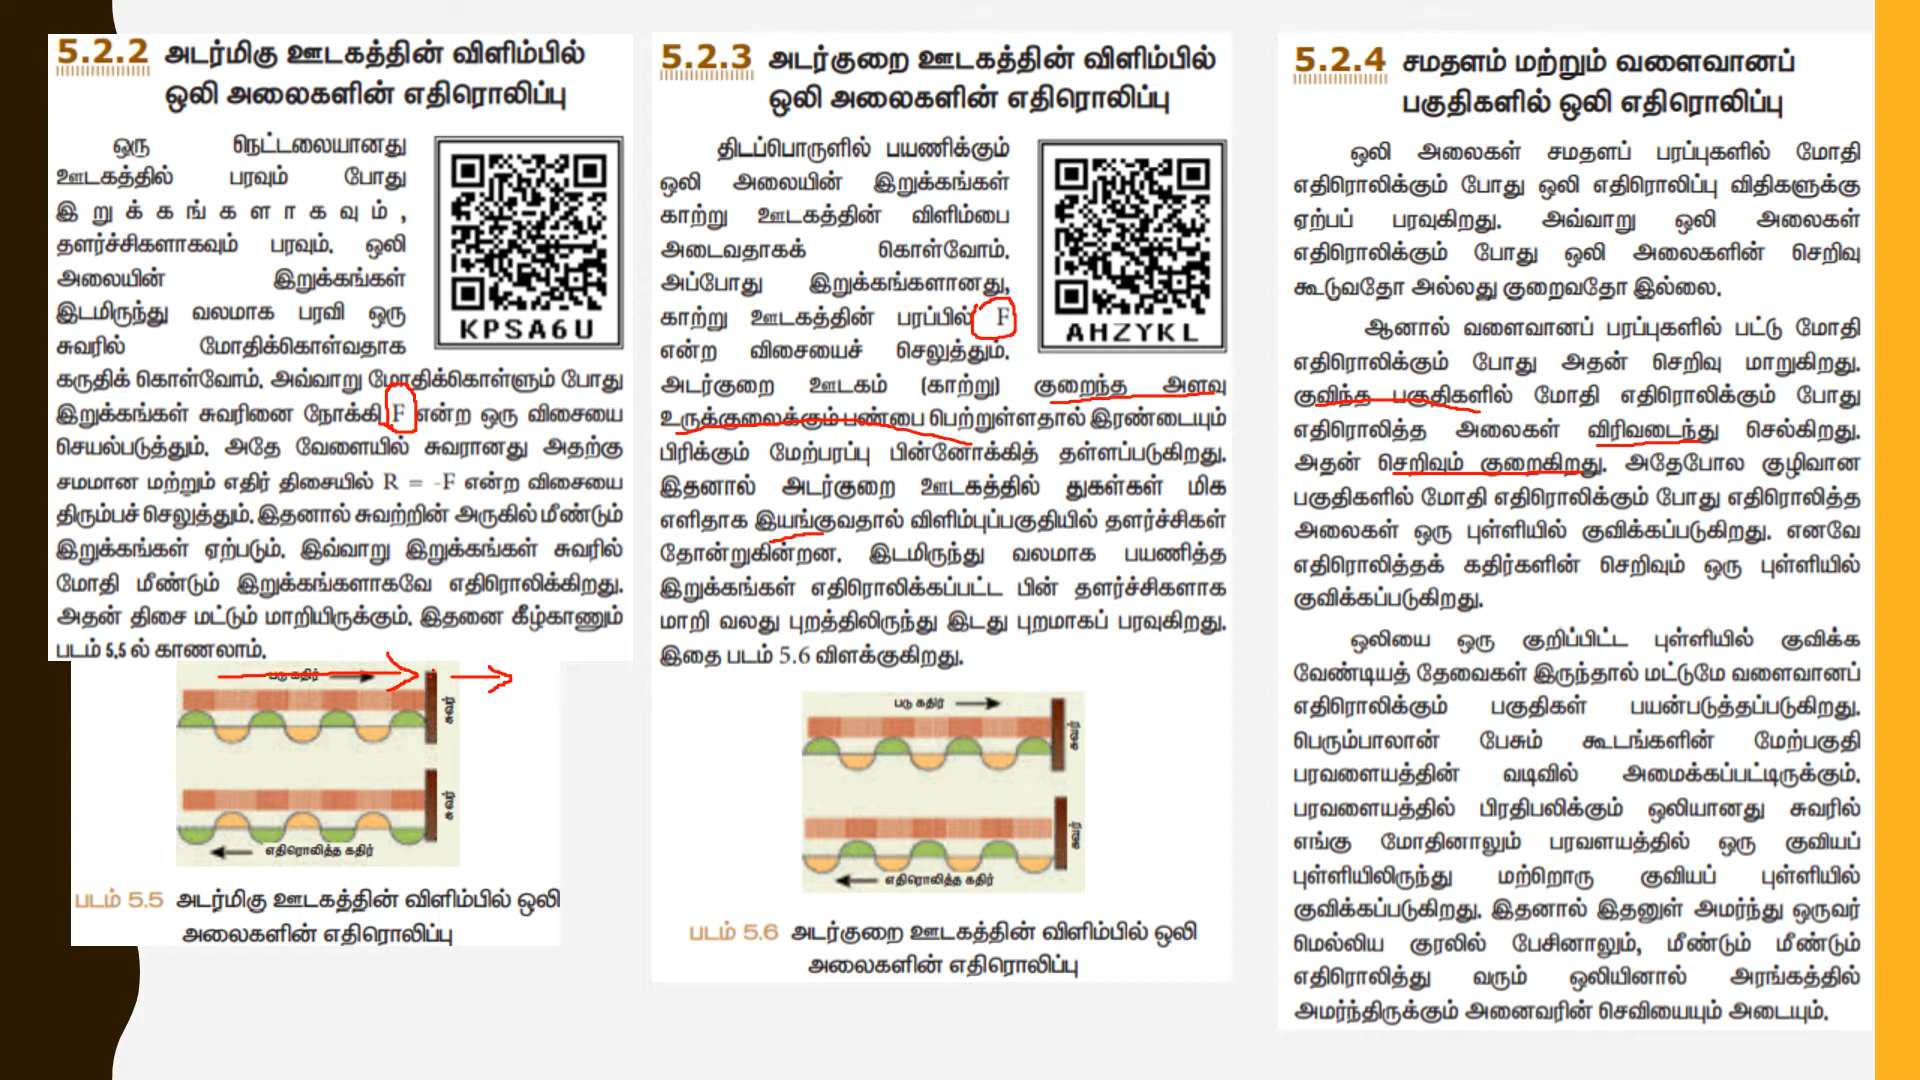 5.2.2 அடர்மிகு ஊடகத்தின் விளிம்பில்
ஒலி அலைகளின் எதிரொலிப்பு
ஒரு நெட்டலையானது
ஊடகத்தில் பரவும் போது
இறுக்கங்களாகவும்,
தளர்ச்சிகளாகவும் பரவும். ஒலி
அலையின் இறுக்கங்கள்
இடமிருந்து வலமாக பரவி ஒரு
சுவரில் மோதிக்கொள்வதாக
கருதிக் கொள்வோம். அவ்வாறு மோதிக்கொள்ளும் போது
இறுக்கங்கள் சுவரினை நோக்கி F என்ற ஒரு விசையை
செயல்படுத்தும். அதே வேளையில் சுவரானது அதற்கு
சமமான மற்றும் எதிர் திசையில் R = -F என்ற விசையை
திரும்பச் செலுத்தும். இதனால் சுவற்றின் அருகில் மீண்டும்
இறுக்கங்கள் ஏற்படும். இவ்வாறு இறுக்கங்கள் சுவரில்
மோதி மீண்டும் இறுக்கங்களாகவே எதிரொலிக்கிறது.
அதன் திசை மட்டும் மாறியிருக்கும். இதனை கீழ்காணும்
படம் 5.5 ல் காணலாம்.
KPSA6U
படு கதிர்
சுவர்
சுவர்
எதிரொலித்த கதிர்
படம் 5.5 அடர்மிகு ஊடகத்தின் விளிம்பில் ஒலி
அலைகளின் எதிரொலிப்பு
5.2.3 அடர்குறை ஊடகத்தின் விளிம்பில்
ஒலி அலைகளின் எதிரொலிப்பு
திடப்பொருளில் பயணிக்கும்
ஒலி அலையின் இறுக்கங்கள்
காற்று ஊடகத்தின் விளிம்பை
அடைவதாகக் கொள்வோம்.
அப்போது இறுக்கங்களானது,
காற்று ஊடகத்தின் பரப்பில் F
என்ற விசையைச் செலுத்தும்.
அடர்குறை ஊடகம் (காற்று) குறைந்த அளவு
உருக்குலைக்கும் பண்பை பெற்றுள்ளதால் இரண்டையும்
பிரிக்கும் மேற்பரப்பு பின்னோக்கித் தள்ளப்படுகிறது.
இதனால் அடர்குறை ஊடகத்தில் துகள்கள் மிக
எளிதாக இயங்குவதால் விளிம்புப்பகுதியில் தளர்ச்சிகள்
தோன்றுகின்றன. இடமிருந்து வலமாக பயணித்த
இறுக்கங்கள் எதிரொலிக்கப்பட்ட பின் தளர்ச்சிகளாக
மாறி வலது புறத்திலிருந்து இடது புறமாகப் பரவுகிறது.
இதை படம் 5.6 விளக்குகிறது.
AHZYKL
படு கதிர்
சுவர்
சுவர்
எதிரொலித்த கதிர்
படம் 5.6 அடர்குறை ஊடகத்தின் விளிம்பில் ஒலி
அலைகளின் எதிரொலிப்பு
5.2.4 சமதளம் மற்றும் வளைவானப்
பகுதிகளில் ஒலி எதிரொலிப்பு
ஒலி அலைகள் சமதளப் பரப்புகளில் மோதி
எதிரொலிக்கும் போது ஒலி எதிரொலிப்பு விதிகளுக்கு
ஏற்பப் பரவுகிறது. அவ்வாறு ஒலி அலைகள்
எதிரொலிக்கும் போது ஒலி அலைகளின் செறிவு
கூடுவதோ அல்லது குறைவதோ இல்லை.
ஆனால் வளைவானப் பரப்புகளில் பட்டு மோதி
எதிரொலிக்கும் போது அதன் செறிவு மாறுகிறது.
குவிந்த பகுதிகளில் மோதி எதிரொலிக்கும் போது
எதிரொலித்த அலைகள் விரிவடைந்து செல்கிறது.
அதன் செறிவும் குறைகிறது. அதேபோல குழிவான
பகுதிகளில் மோதி எதிரொலிக்கும் போது எதிரொலித்த
அலைகள் ஒரு புள்ளியில் குவிக்கப்படுகிறது. எனவே
எதிரொலித்தக் கதிர்களின் செறிவும் ஒரு புள்ளியில்
குவிக்கப்படுகிறது.
ஒலியை ஒரு குறிப்பிட்ட புள்ளியில் குவிக்க
வேண்டியத் தேவைகள் இருந்தால் மட்டுமே வளைவானப்
எதிரொலிக்கும் பகுதிகள் பயன்படுத்தப்படுகிறது.
பெரும்பாலான் பேசும் கூடங்களின் மேற்பகுதி
பரவளையத்தின் வடிவில் அமைக்கப்பட்டிருக்கும்.
பரவளையத்தில் பிரதிபலிக்கும் ஒலியானது சுவரில்
எங்கு மோதினாலும் பரவளயத்தில் ஒரு குவியப்
புள்ளியிலிருந்து மற்றொரு குவியப் புள்ளியில்
குவிக்கப்படுகிறது. இதனால் இதனுள் அமர்ந்து ஒருவர்
மெல்லிய குரலில் பேசினாலும், மீண்டும் மீண்டும்
எதிரொலித்து வரும் ஒலியினால் அரங்கத்தில்
அமர்ந்திருக்கும் அனைவரின் செவியையும் அடையும்.